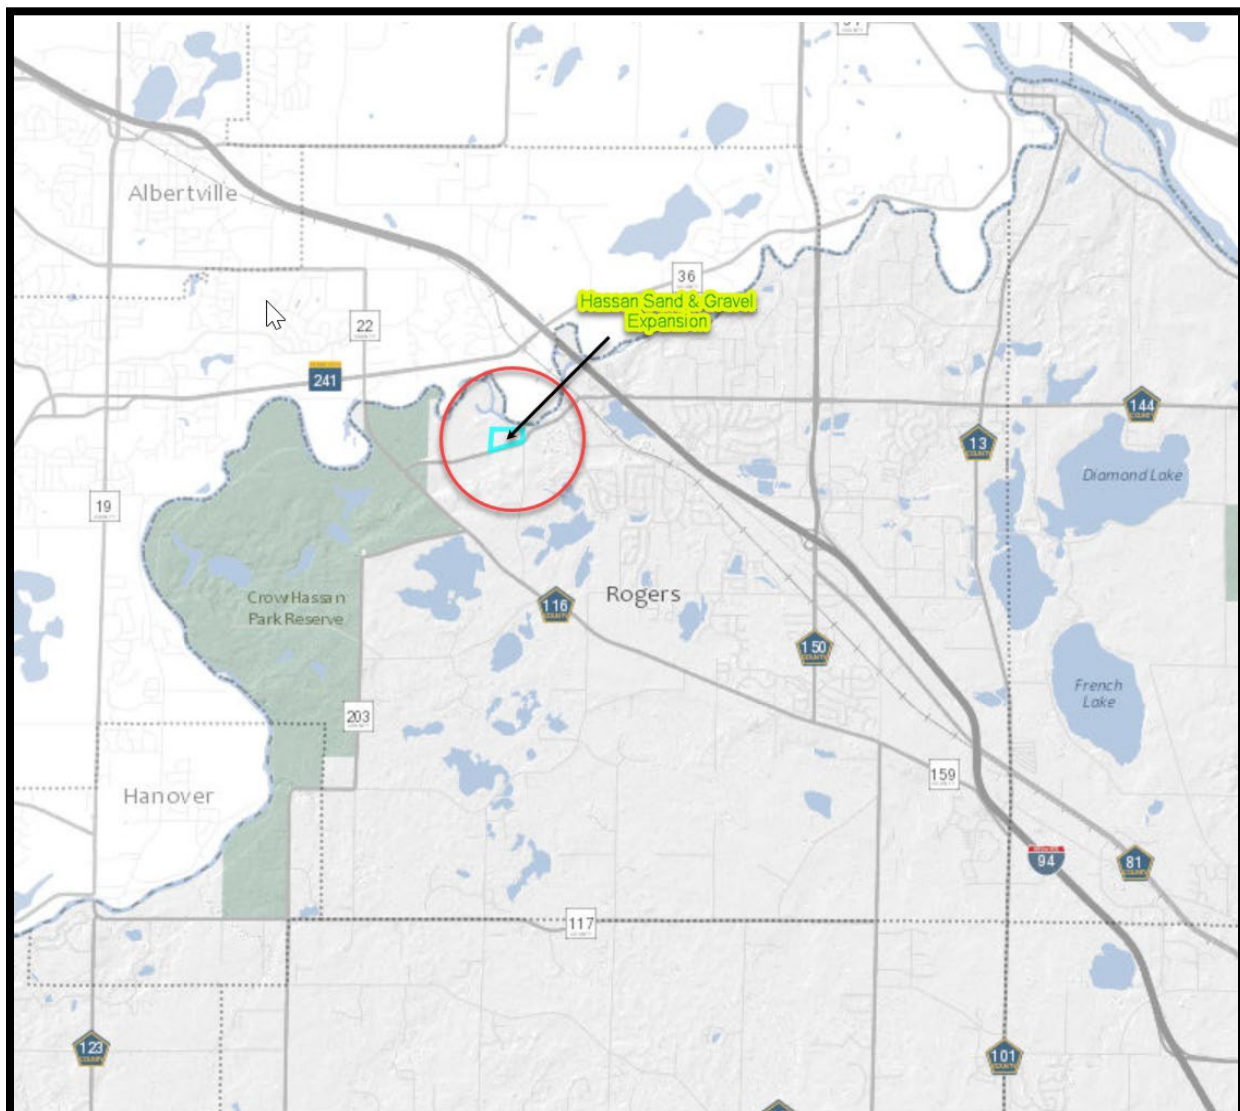 Albertville
36
Hassan Sand & Gravel
Expansion
22
241
144
13
Diamond Lake
19
Crow Hassan
Park Reserve
116
Rogers
150
French
Lake
203
159
Hanover
94
81
117
123
101